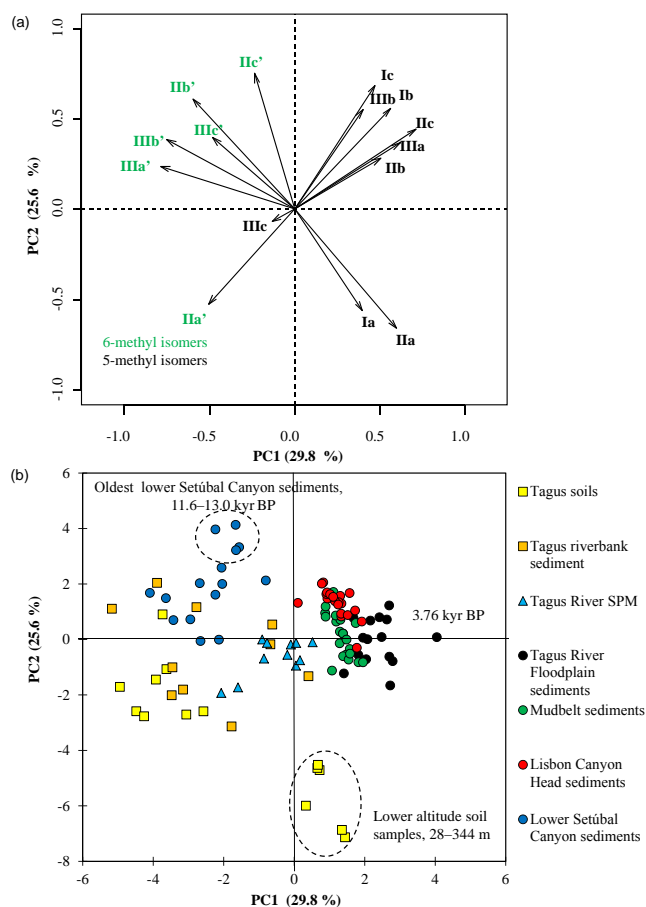 (a)
1.0
0.5
0.0
-0.5
-1.0
PC2 (25.6 %)
IIc’
IIb’
IIIb’
IIIc’
IIIa’
Ic
IIIb
Ib
IIc
IIIa
IIb
IIIc
IIa’
Ia
IIa
6-methyl isomers
5-methyl isomers
-1.0
-0.5
0.0
0.5
1.0
PC1 (29.8 %)
(b)
6
4
2
0
-2
-4
-6
-8
PC2 (25.6 %)
Oldest lower Setúbal Canyon sediments,
11.6–13.0 kyr BP
3.76 kyr BP
Lower altitude soil
samples, 28–344 m
-6
-4
-2
0
2
4
6
PC1 (29.8 %)
Tagus soils
Tagus riverbank
sediment
Tagus River SPM
Tagus River
Floodplain
sediments
Mudbelt sediments
Lisbon Canyon
Head sediments
Lower Setúbal
Canyon sediments